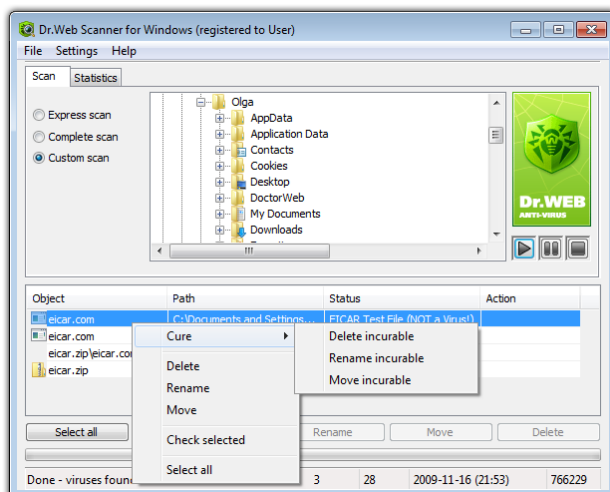 Dr.Web Scanner for Windows (registered to User)
File Settings Help
Scan Statistics
Express scan
Complete scan
Custom scan
Olga
AppData
Application Data
Contacts
Cookies
Desktop
DoctorWeb
My Documents
Downloads
Dr.WEB
ANTI-VIRUS
Object Path Status Action
eicar.com C:\Documents and Settings... EICAR Test File (NOT a Virus!)
eicar.com
eicar.zip\eicar.co
eicar.zip
Cure
Delete
Rename
Move
Check selected
Select all
Delete incurable
Rename incurable
Move incurable
Select all Rename Move Delete
Done - viruses foun 3 28 2009-11-16 (21:53) 766229